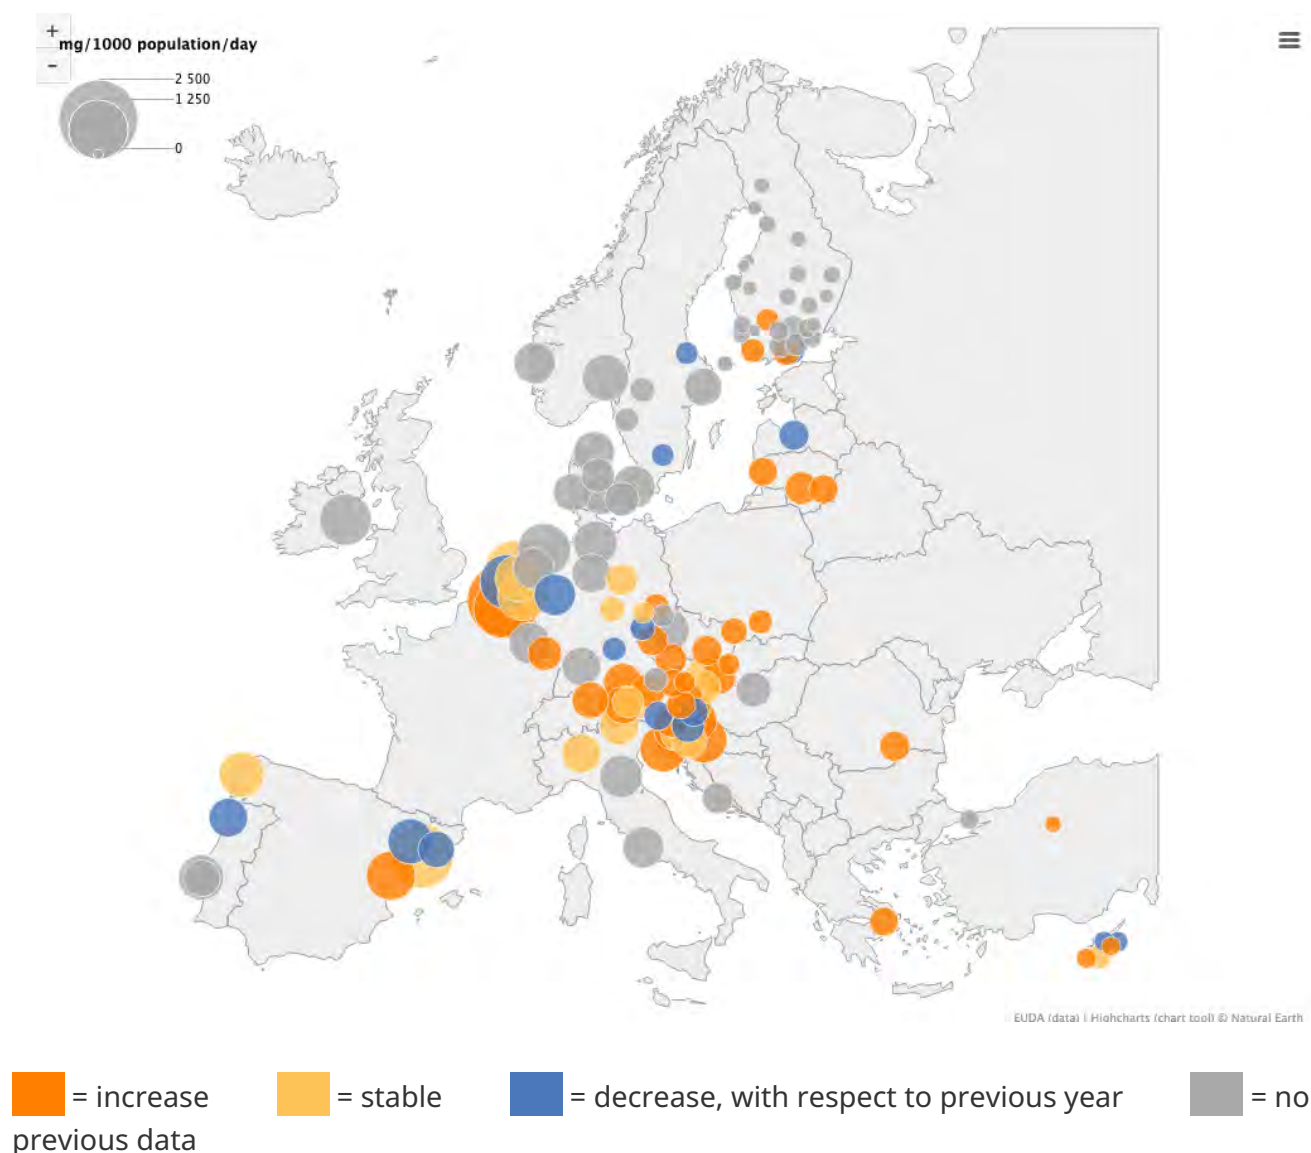 +
mg/1000 population/day
-
2 500
1 250
0
EUDA (data) | Highcharts (chart tool) © Natural Earth
= increase = stable = decrease, with respect to previous year = no
previous data